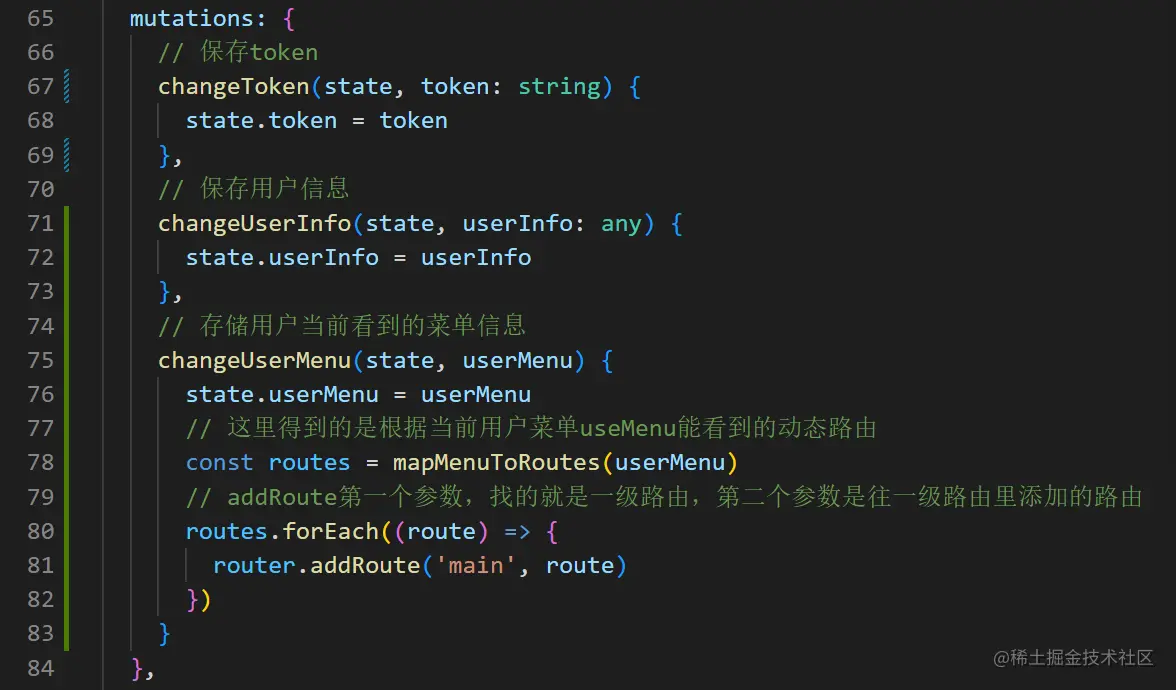 65 mutations: {
66 // 保存token
67 changeToken(state, token: string) {
68 state.token = token
69 },
70 // 保存用户信息
71 changeUserInfo(state, userInfo: any) {
72 state.userInfo = userInfo
73 },
74 // 存储用户当前看到的菜单信息
75 changeUserMenu(state, userMenu) {
76 state.userMenu = userMenu
77 // 这里得到的是根据当前用户菜单useMenu能看到的动态路由
78 const routes = mapMenuToRoutes(userMenu)
79 // addRoute第一个参数，找的就是一级路由，第二个参数是往一级路由里添加的路由
80 routes.forEach((route) => {
81 router.addRoute('main', route)
82 })
83 }
84 },
@稀土掘金技术社区